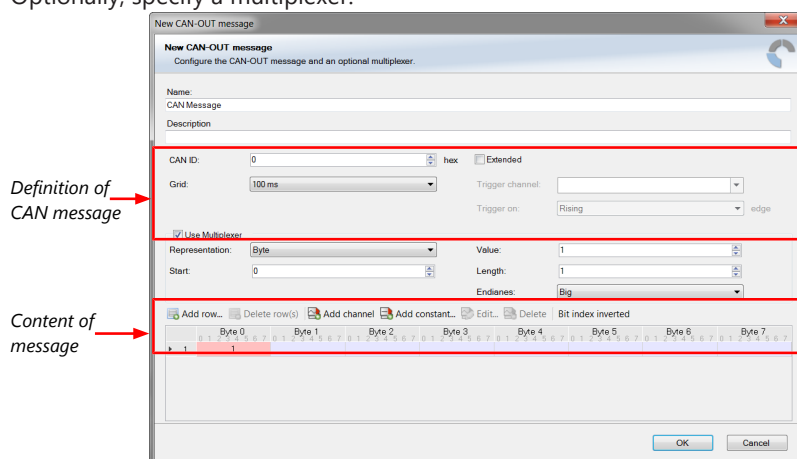 Optionally, specify a multiplexer.
New CAN-OUT message
New CAN-OUT message
Configure the CAN-OUT message and an optional multiplexer.
Name:
CAN Message
Description
CAN ID: 0 hex Extended
Grid: 100 ms Trigger channel:
Trigger on: Rising edge
Use Multiplexer
Representation: Byte Value: 1
Start: 0 Length: 1
Endianes: Big
Definition of
CAN message
Add row... Delete row(s) Add channel Add constant... Edit... Delete Bit index inverted
Content of
message
Byte 0 Byte 1 Byte 2 Byte 3 Byte 4 Byte 5 Byte 6 Byte 7
0 1 2 3 4 5 6 7 0 1 2 3 4 5 6 7 0 1 2 3 4 5 6 7 0 1 2 3 4 5 6 7 0 1 2 3 4 5 6 7 0 1 2 3 4 5 6 7 0 1 2 3 4 5 6 7 0 1 2 3 4 5 6 7
1 1
OK Cancel